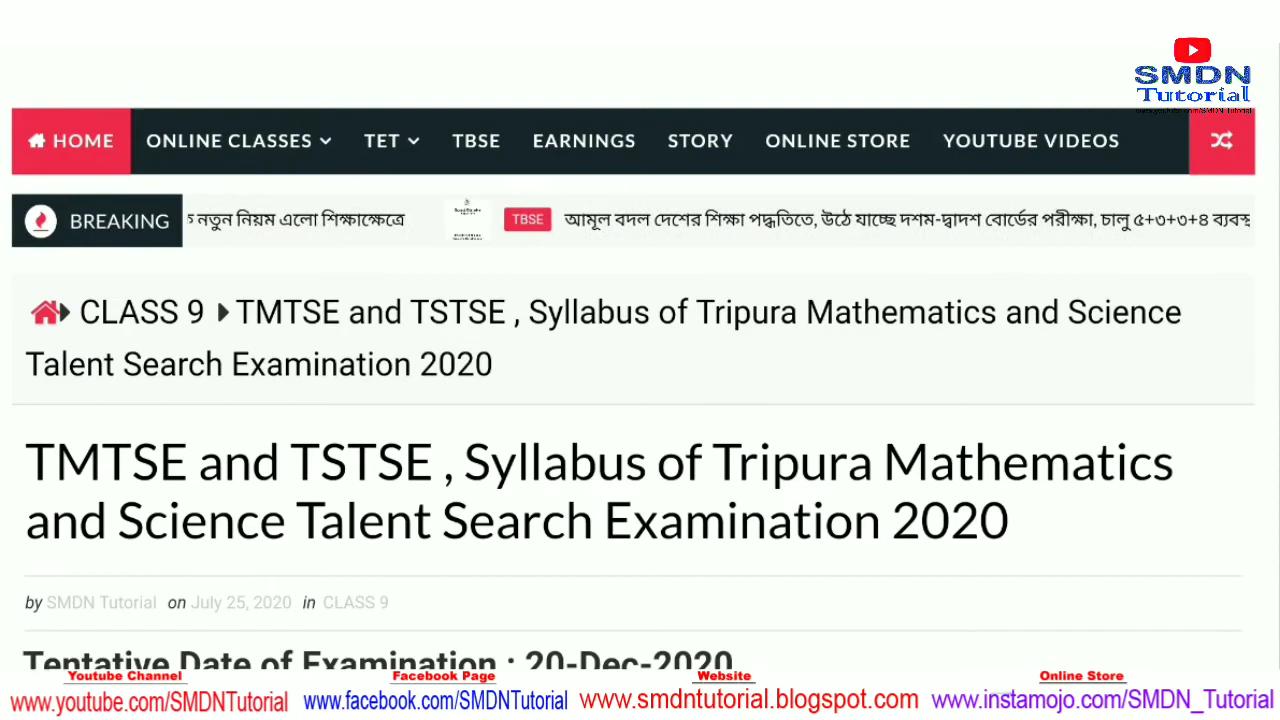 SMDN
Tutorial
HOME ONLINE CLASSES TET TBSE EARNINGS STORY ONLINE STORE YOUTUBE VIDEOS
BREAKING নতুন নিয়ম এলো শিক্ষাক্ষেত্রে TBSE আমূল বদল দেশের শিক্ষা পদ্ধতিতে, উঠে যাচ্ছে দশম-দ্বাদশ বোর্ডের পরীক্ষা, চালু ৫+৩+৩+৪
CLASS 9 TMTSE and TSTSE , Syllabus of Tripura Mathematics and Science
Talent Search Examination 2020
TMTSE and TSTSE , Syllabus of Tripura Mathematics
and Science Talent Search Examination 2020
by SMDN Tutorial on July 25, 2020 in CLASS 9
Tentative Date of Examination : 20-Dec-2020
Youtube Channel Facebook Page Website Online Store
www.youtube.com/SMDNTutorial www.facebook.com/SMDNTutorial www.smdntutorial.blogspot.com www.instamojo.com/SMDN_Tutorial